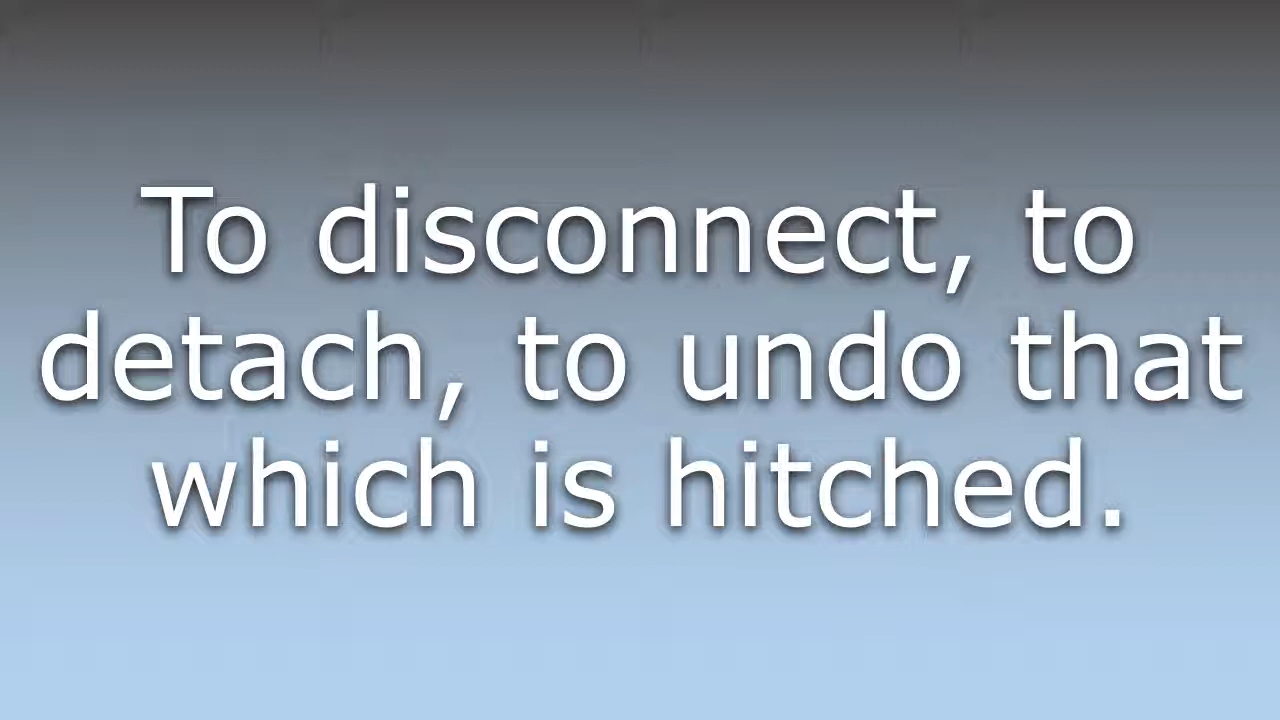 To disconnect, to
detach, to undo that
which is hitched.